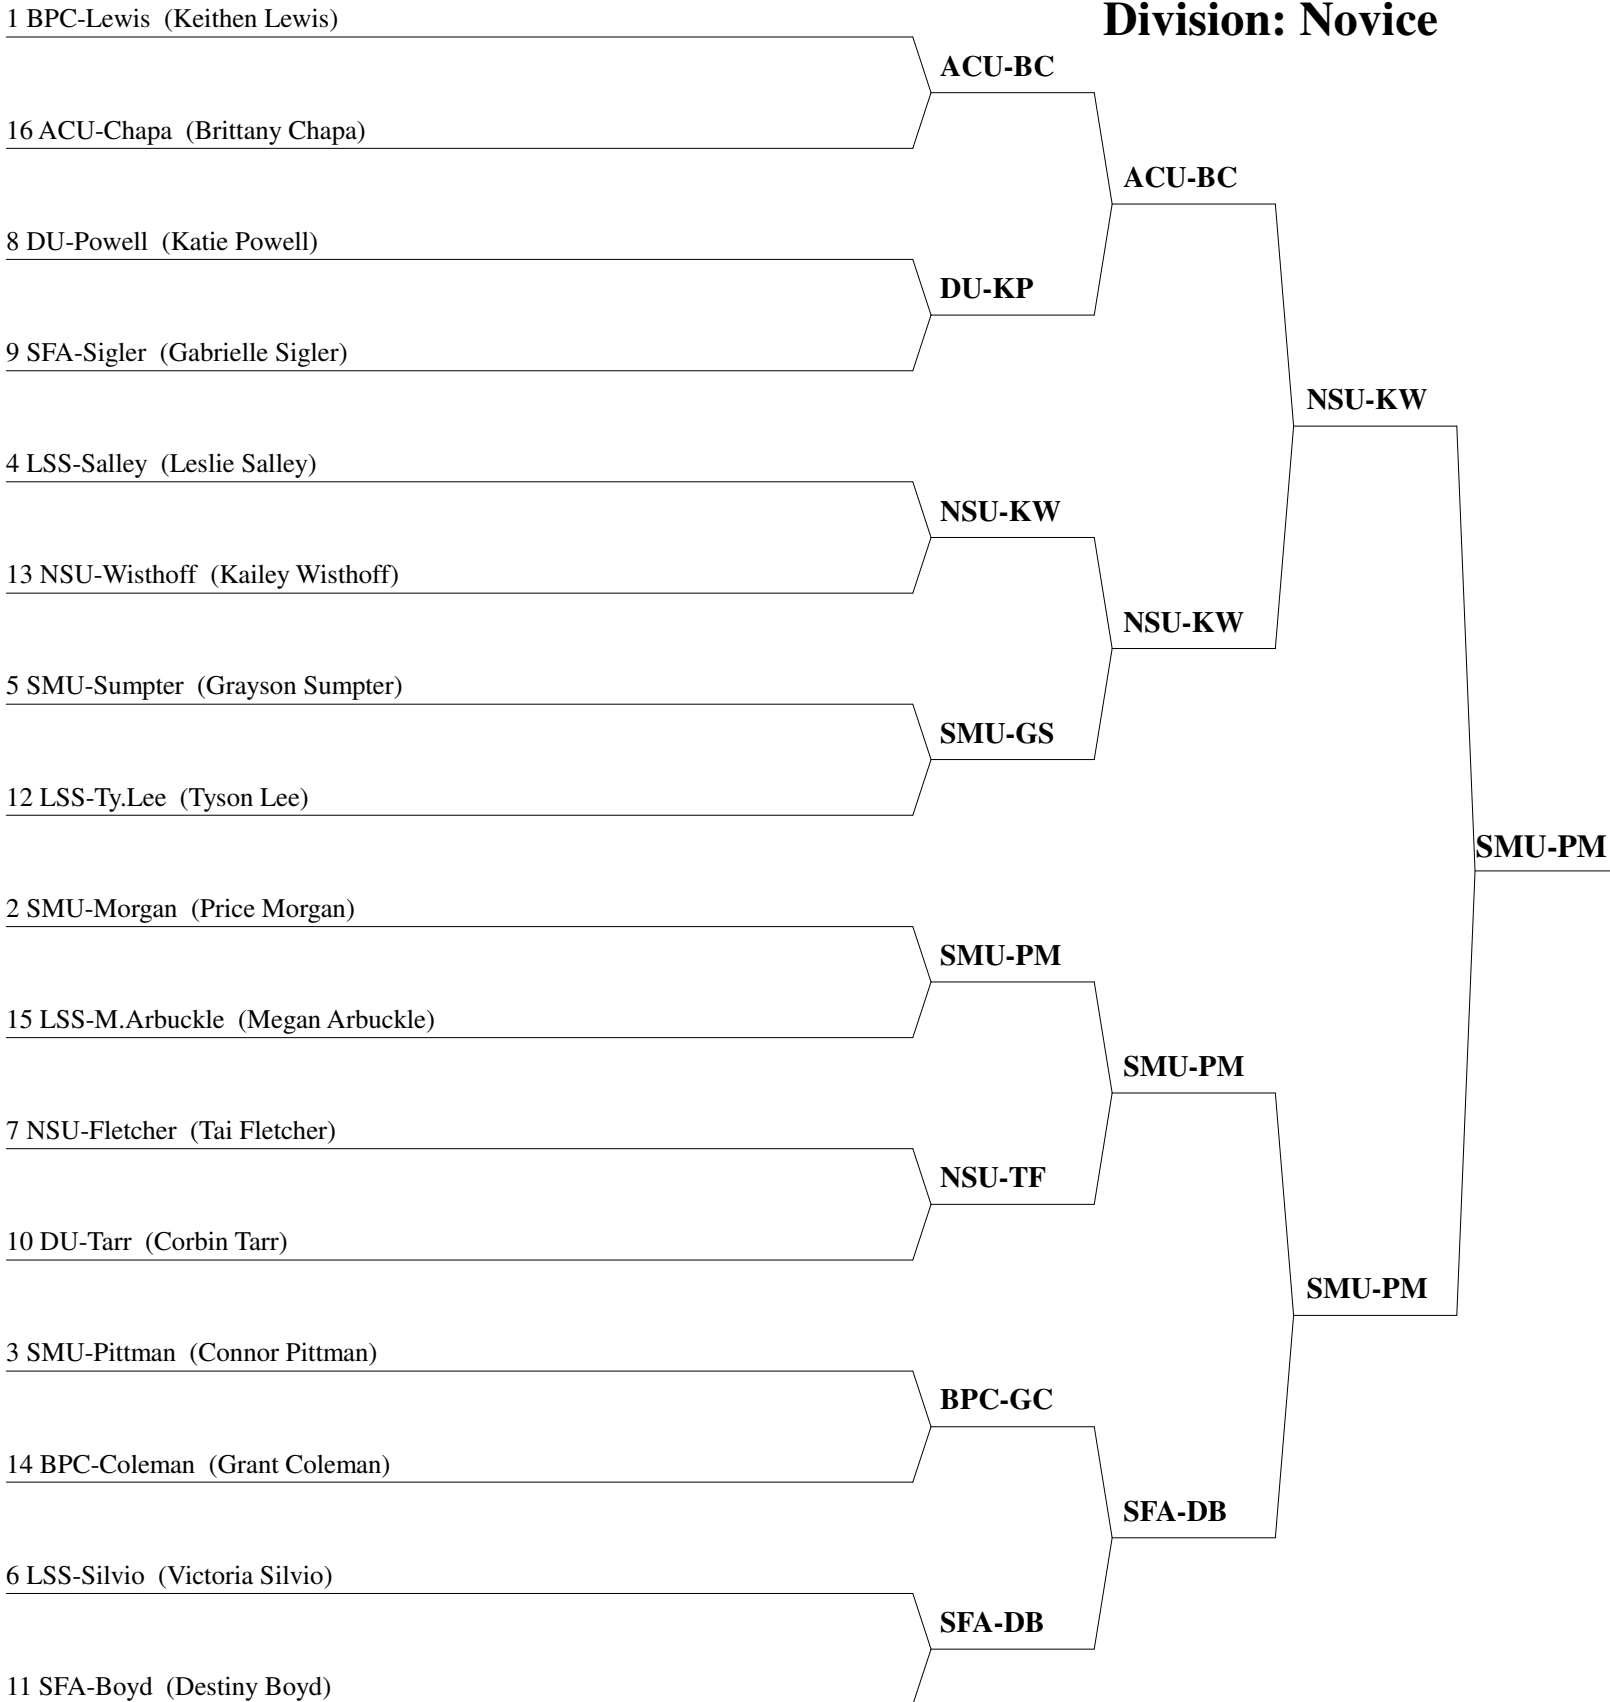 Division: Novice
1 BPC-Lewis (Keithen Lewis)
ACU-BC
16 ACU-Chapa (Brittany Chapa)
ACU-BC
8 DU-Powell (Katie Powell)
DU-KP
9 SFA-Sigler (Gabrielle Sigler)
NSU-KW
4 LSS-Salley (Leslie Salley)
NSU-KW
13 NSU-Wisthoff (Kailey Wisthoff)
NSU-KW
5 SMU-Sumpter (Grayson Sumpter)
SMU-GS
12 LSS-Ty.Lee (Tyson Lee)
SMU-PM
2 SMU-Morgan (Price Morgan)
SMU-PM
15 LSS-M.Arbuckle (Megan Arbuckle)
SMU-PM
7 NSU-Fletcher (Tai Fletcher)
NSU-TF
10 DU-Tarr (Corbin Tarr)
SMU-PM
3 SMU-Pittman (Connor Pittman)
BPC-GC
14 BPC-Coleman (Grant Coleman)
SFA-DB
6 LSS-Silvio (Victoria Silvio)
SFA-DB
11 SFA-Boyd (Destiny Boyd)